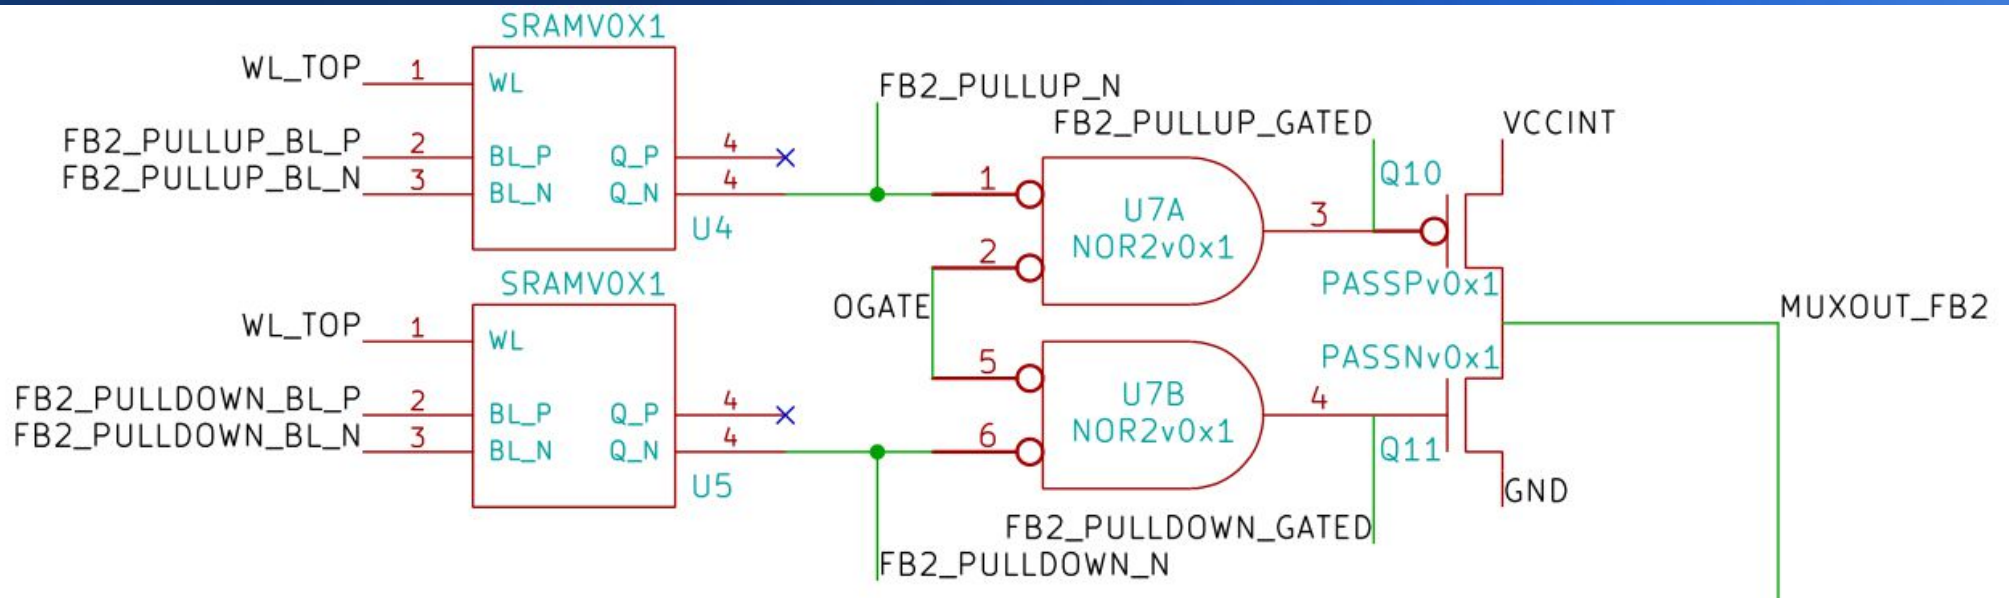 SRAMV0X1
WL_TOP 1 WL
FB2_PULLUP_BL_P 2 BL_P Q_P 4
FB2_PULLUP_BL_N 3 BL_N Q_N 4
U4
FB2_PULLUP_N
FB2_PULLUP_GATED
VCCINT
1
2
U7A
NOR2v0x1
3
Q10
PASSPv0x1
OGATE
MUXOUT_FB2
SRAMV0X1
WL_TOP 1 WL
FB2_PULLDOWN_BL_P 2 BL_P Q_P 4
FB2_PULLDOWN_BL_N 3 BL_N Q_N 4
U5
5
6
U7B
NOR2v0x1
4
PASSNv0x1
Q11
GND
FB2_PULLDOWN_GATED
FB2_PULLDOWN_N